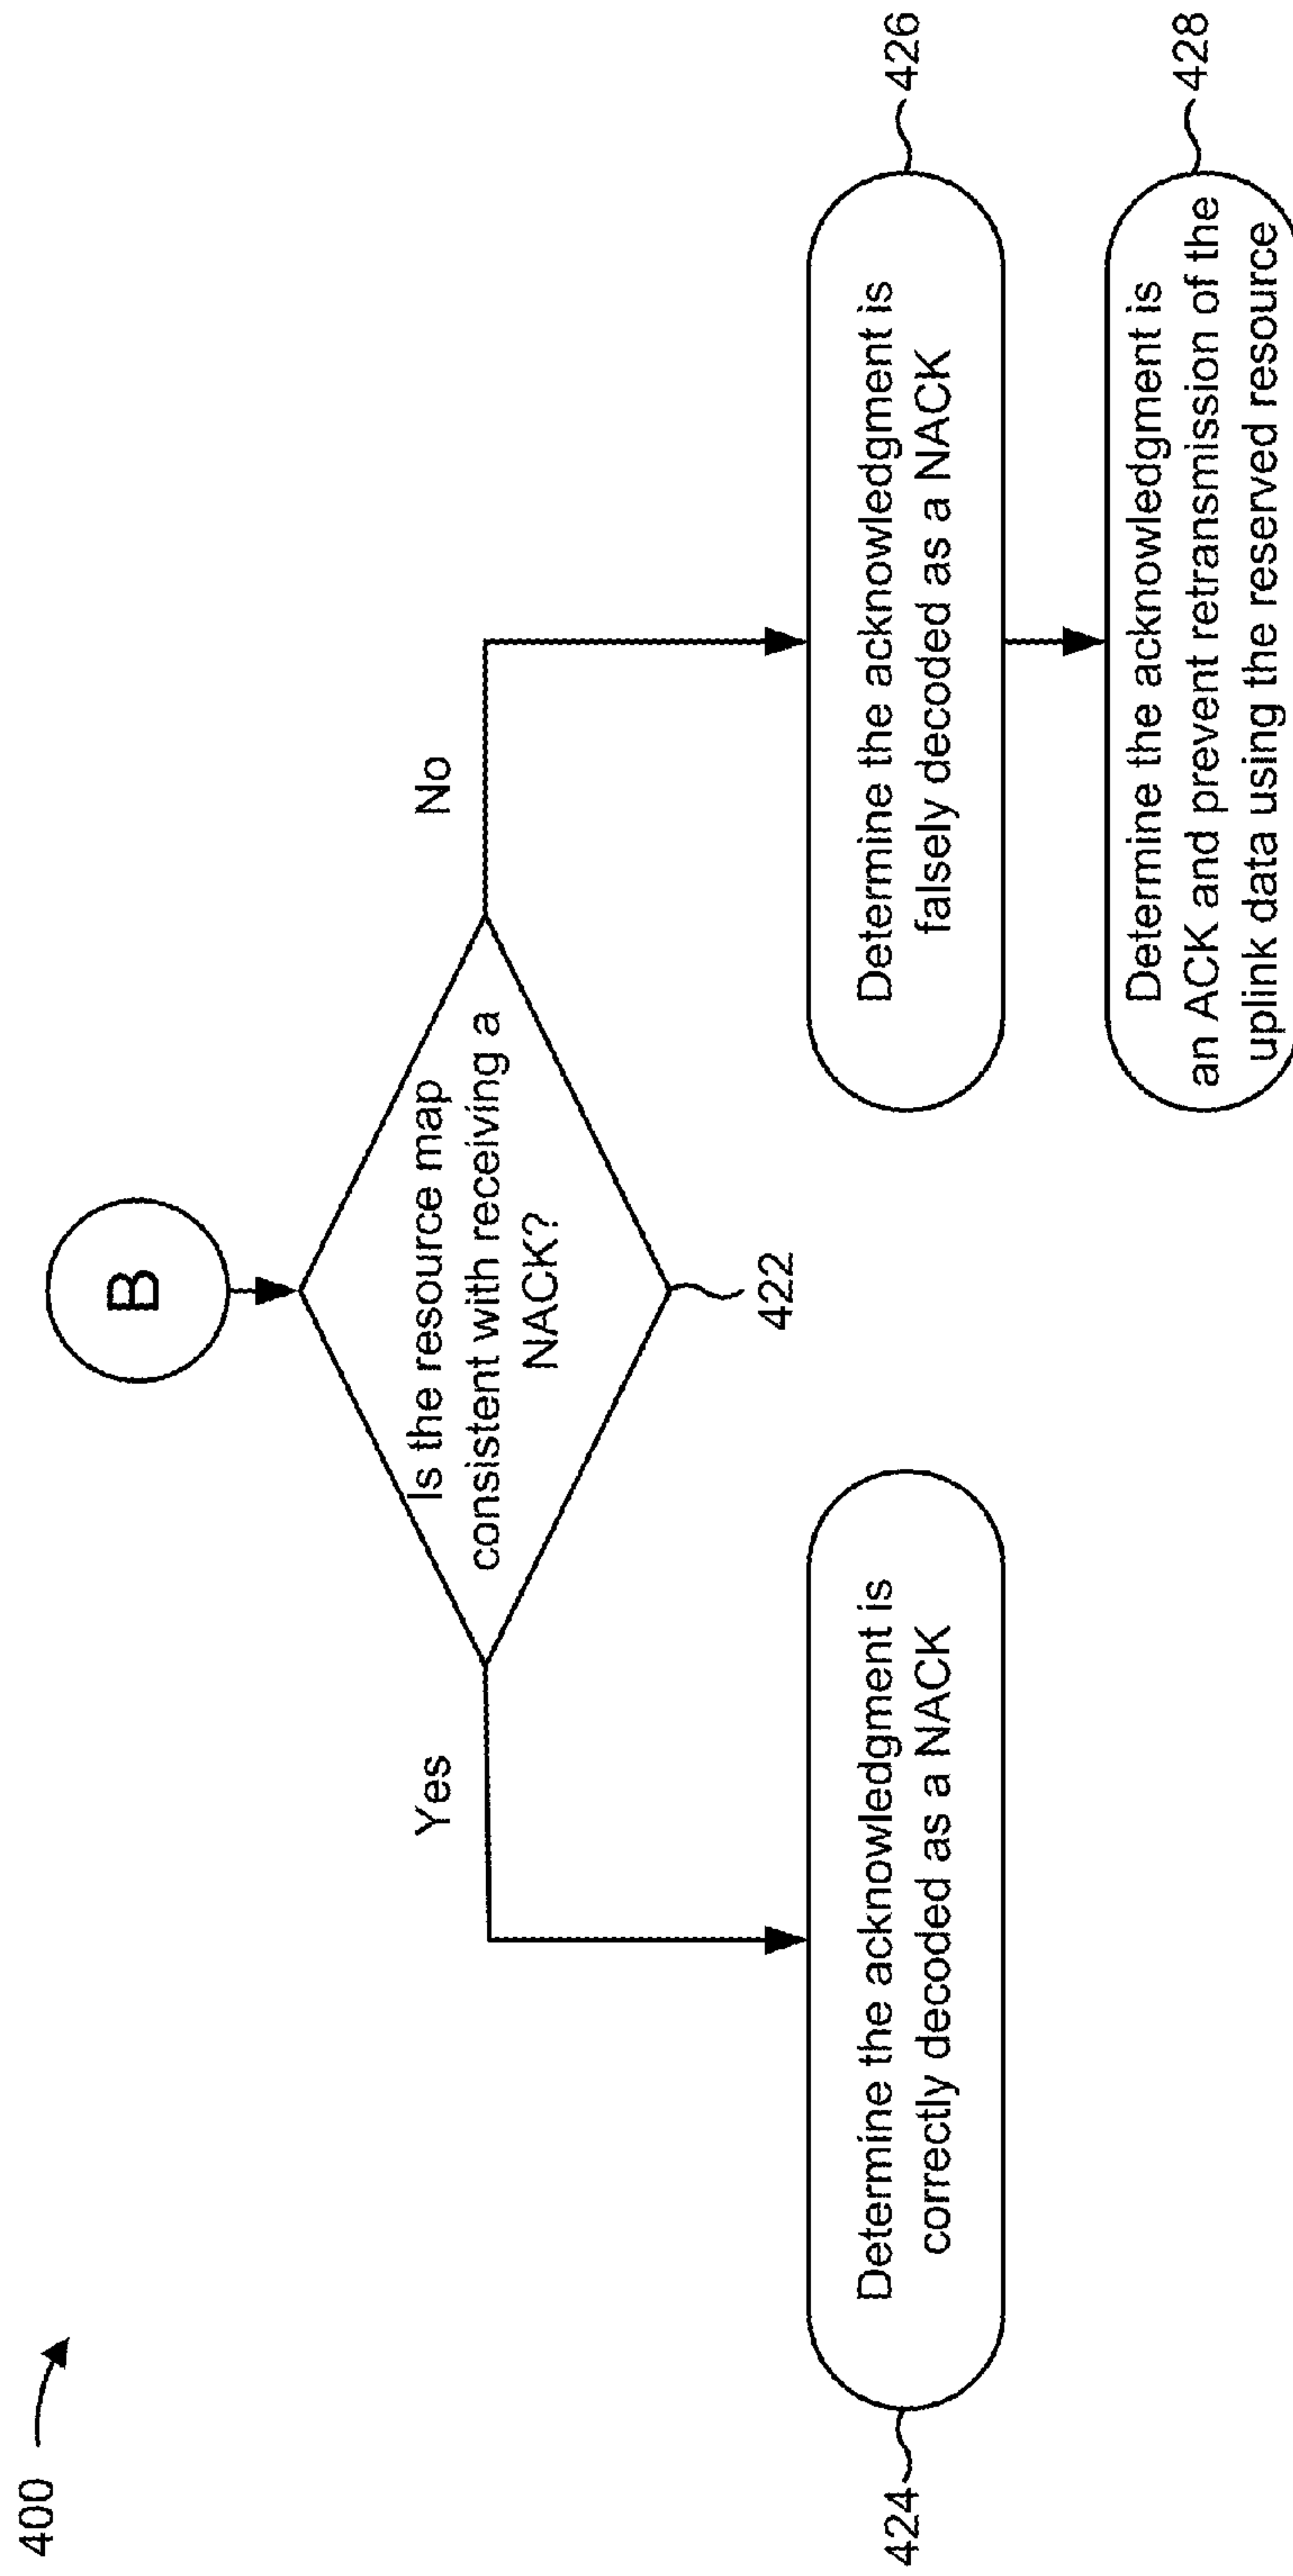 400
B
Is the resource map
consistent with receiving a
NACK?
422
Yes
No
Determine the acknowledgment is
correctly decoded as a NACK
424
Determine the acknowledgment is
falsely decoded as a NACK
426
Determine the acknowledgment is
an ACK and prevent retransmission of the
uplink data using the reserved resource
428